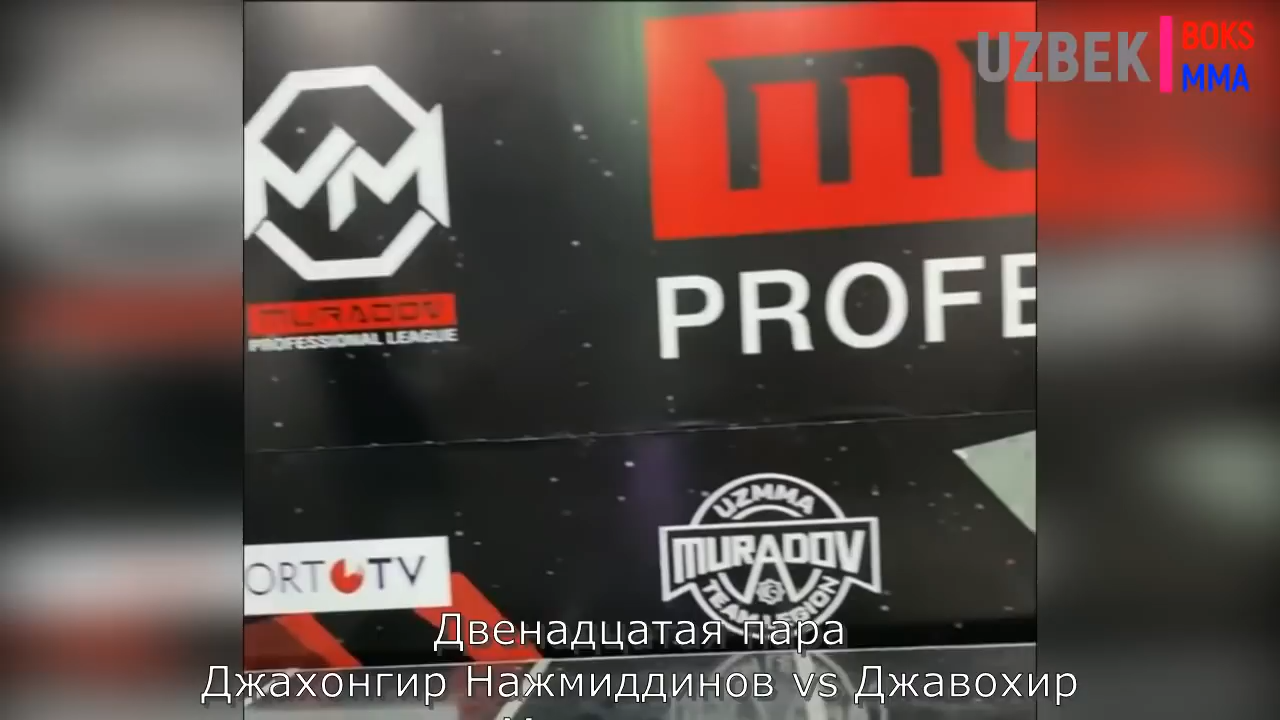 UZBEK
BOKS
MMA
MU
PROFE
MURADOV
PROFESSIONAL LEAGUE
UZMMA
MURADOV
TEAM LEGION
ORT TV
Двенадцатая пара
Джахонгир Нажмиддинов vs Джавохир